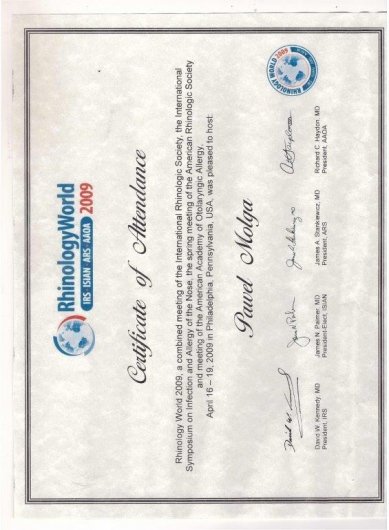 RhinologyWorld
IRS ISIAN ARS AAOA 2009
Certificate of Attendance
Rhinology World 2009, a combined meeting of the International Rhinologic Society, the International
Symposium on Infection and Allergy of the Nose, the spring meeting of the American Rhinologic Society
and meeting of the American Academy of Otolaryngic Allergy,
April 16 – 19, 2009 in Philadelphia, Pennsylvania, USA, was pleased to host:
Pawel Molga
David W. Kennedy, MD
President, IRS
James N. Palmer, MD
President-Elect, ISIAN
James A. Stankiewicz, MD
President, ARS
Richard C. Haydon, MD
President, AAOA
RHINOLOGY WORLD 2009